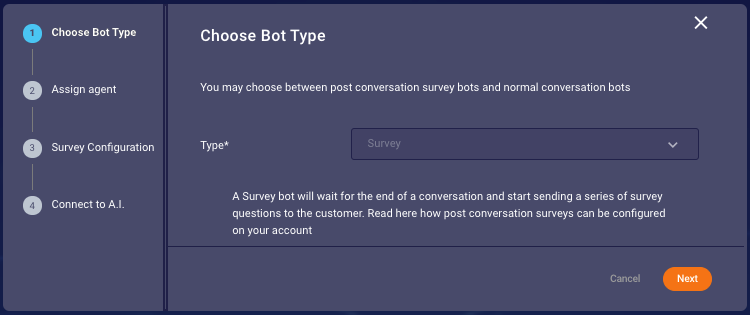 1 Choose Bot Type
2 Assign agent
3 Survey Configuration
4 Connect to A.I.
Choose Bot Type
You may choose between post conversation survey bots and normal conversation bots
Type* Survey
A Survey bot will wait for the end of a conversation and start sending a series of survey
questions to the customer. Read here how post conversation surveys can be configured
on your account
Cancel Next